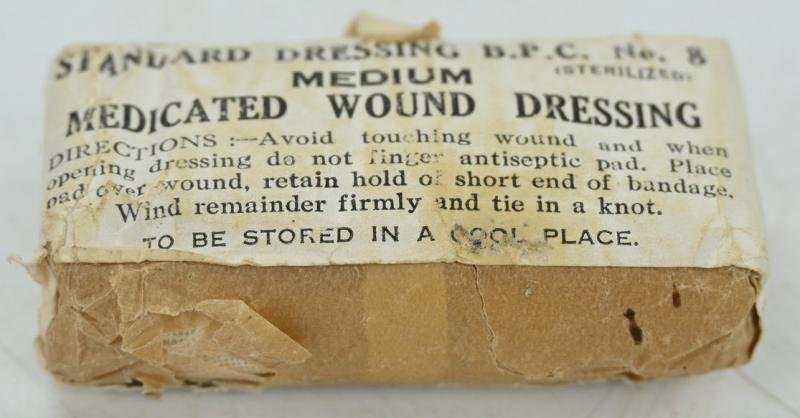 STANDARD DRESSING B.P.C. No. 8
MEDIUM (STERILIZED)
MEDICATED WOUND DRESSING
DIRECTIONS :—Avoid touching wound and when
opening dressing do not finger antiseptic pad. Place
pad over wound, retain hold of short end of bandage.
Wind remainder firmly and tie in a knot.
TO BE STORED IN A COOL PLACE.